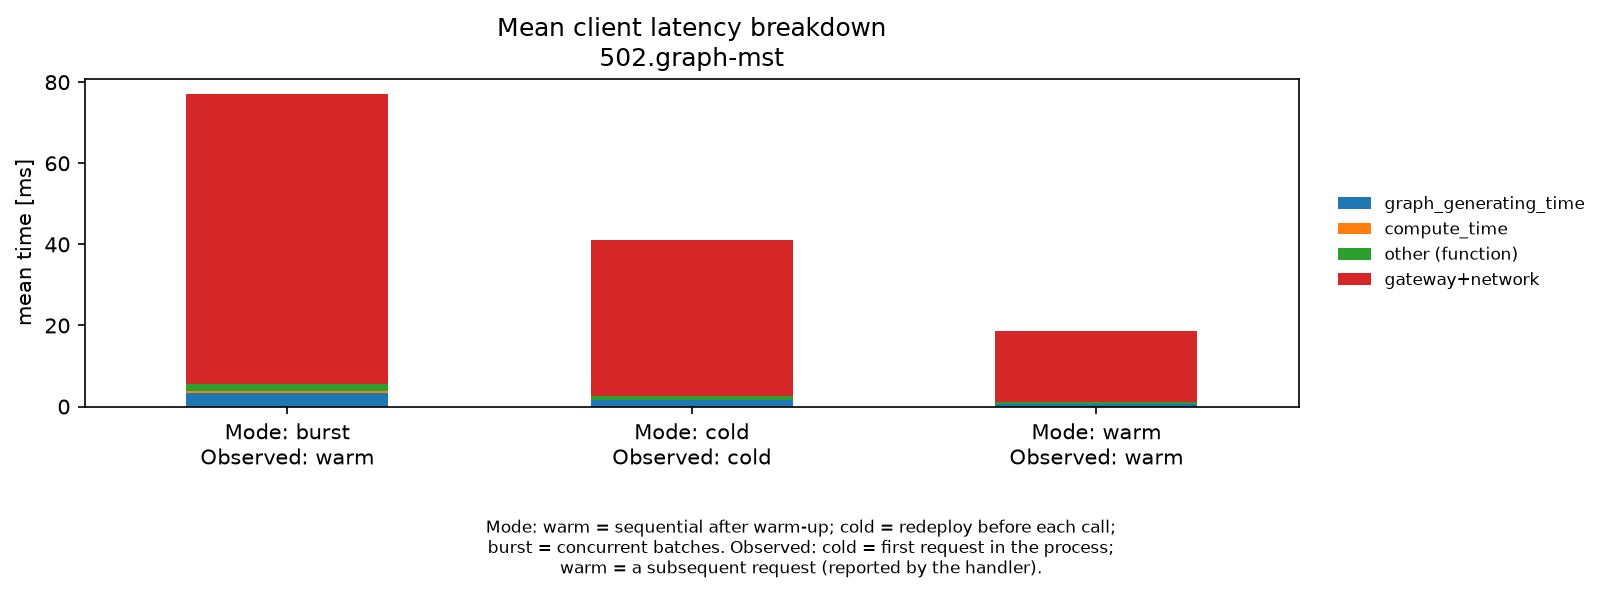 Mean client latency breakdown
502.graph-mst
mean time [ms]
80
60
40
20
0
Mode: burst
Observed: warm
Mode: cold
Observed: cold
Mode: warm
Observed: warm
graph_generating_time
compute_time
other (function)
gateway+network
Mode: warm = sequential after warm-up; cold = redeploy before each call;
burst = concurrent batches. Observed: cold = first request in the process;
warm = a subsequent request (reported by the handler).